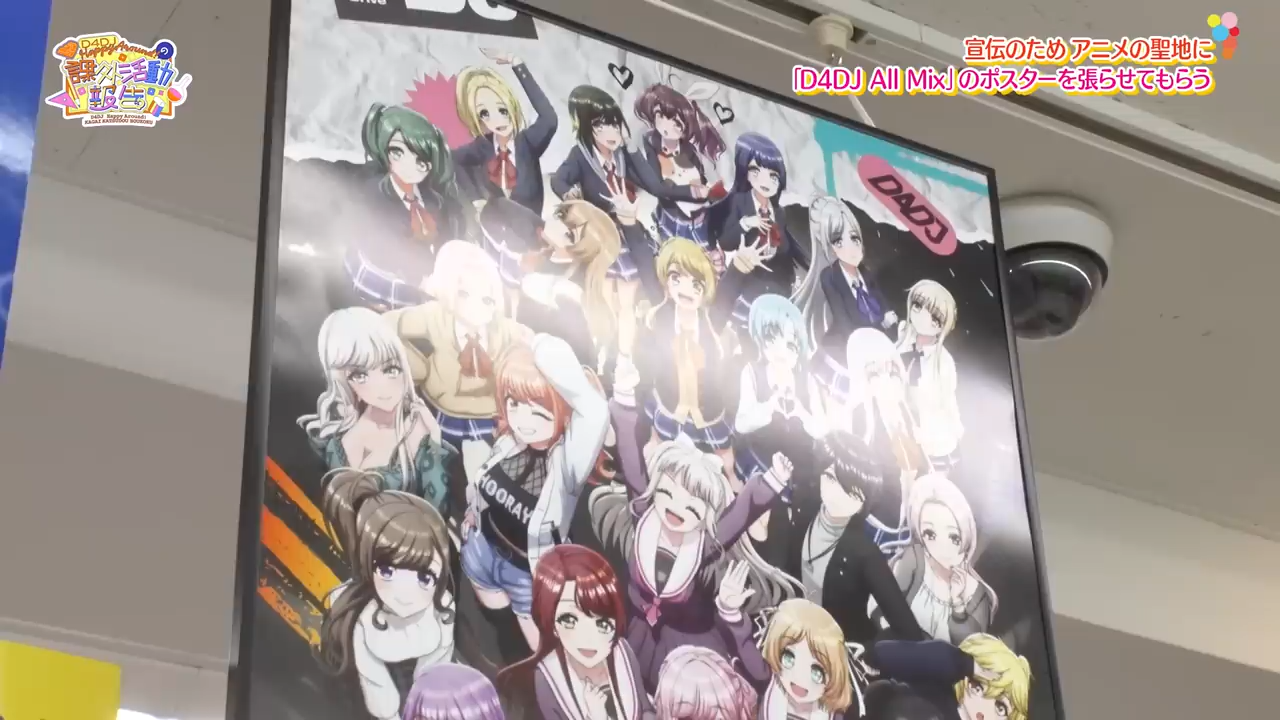 D4DJ
Happy Around!の
課外活動
報告
D4DJ Happy Around!
KAGAI KATSUDOU HOUKOKU
宣伝のため アニメの聖地に
「D4DJ All Mix」のポスターを張らせてもらう
D4DJ
HOORAY